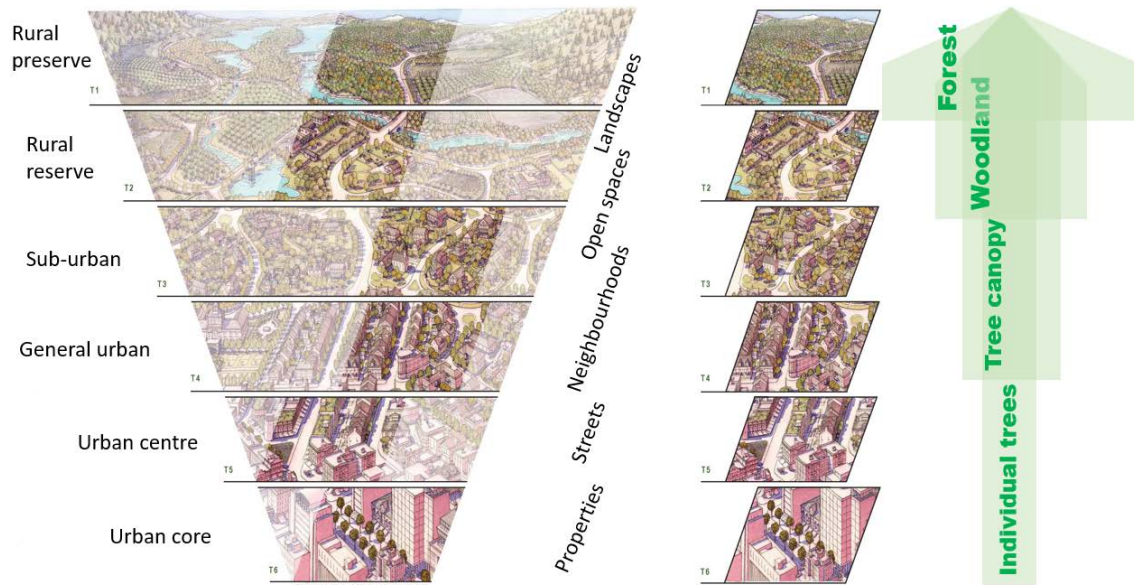 Rural
preserve
T1
Rural
reserve
T2
Sub-urban
T3
General urban
T4
Urban centre
T5
Urban core
T6
Landscapes
Open spaces
Neighbourhoods
Streets
Properties
T1
T2
T3
T4
T5
T6
Forest
Woodland
Tree canopy
Individual trees